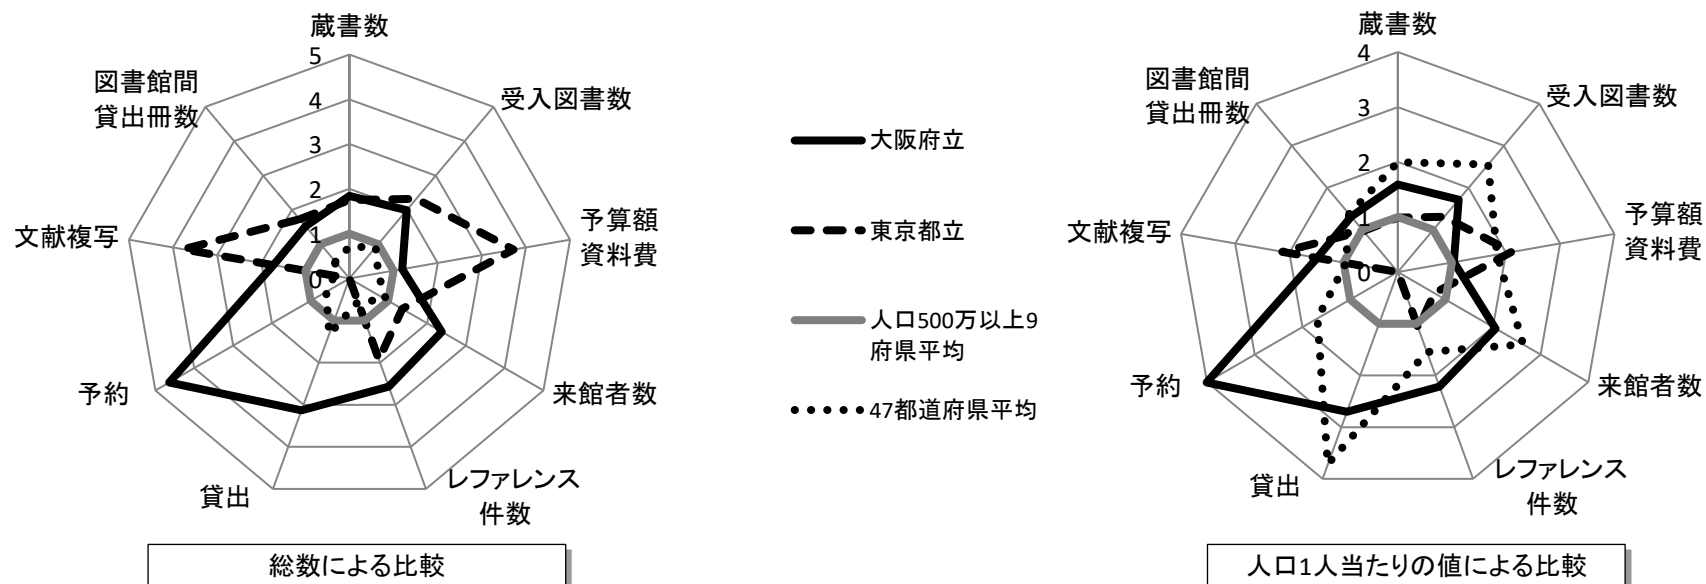 蔵書数
5
4
3
2
1
0
受入図書数
予算額
資料費
来館者数
レファレンス
件数
貸出
予約
文献複写
図書館間
貸出冊数
総数による比較
大阪府立
東京都立
人口500万以上9
府県平均
47都道府県平均
蔵書数
4
3
2
1
0
受入図書数
予算額
資料費
来館者数
レファレンス
件数
貸出
予約
文献複写
図書館間
貸出冊数
人口1人当たりの値による比較